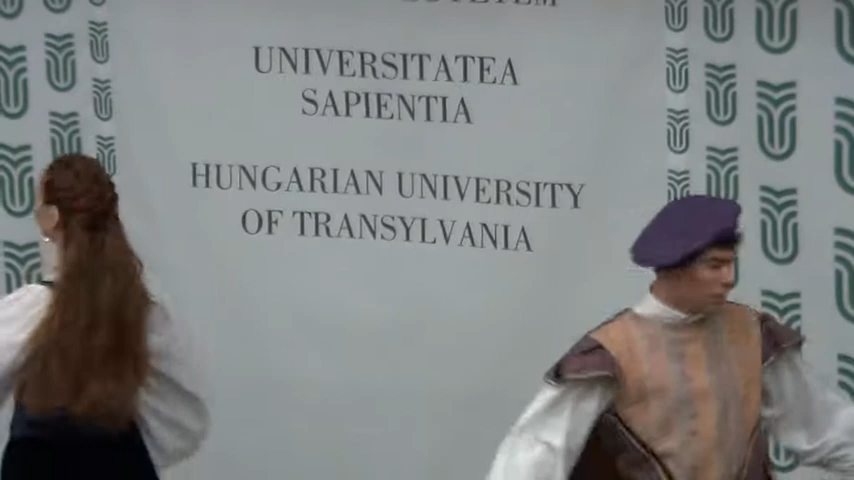 UNIVERSITATEA
SAPIENTIA
HUNGARIAN UNIVERSITY
OF TRANSYLVANIA